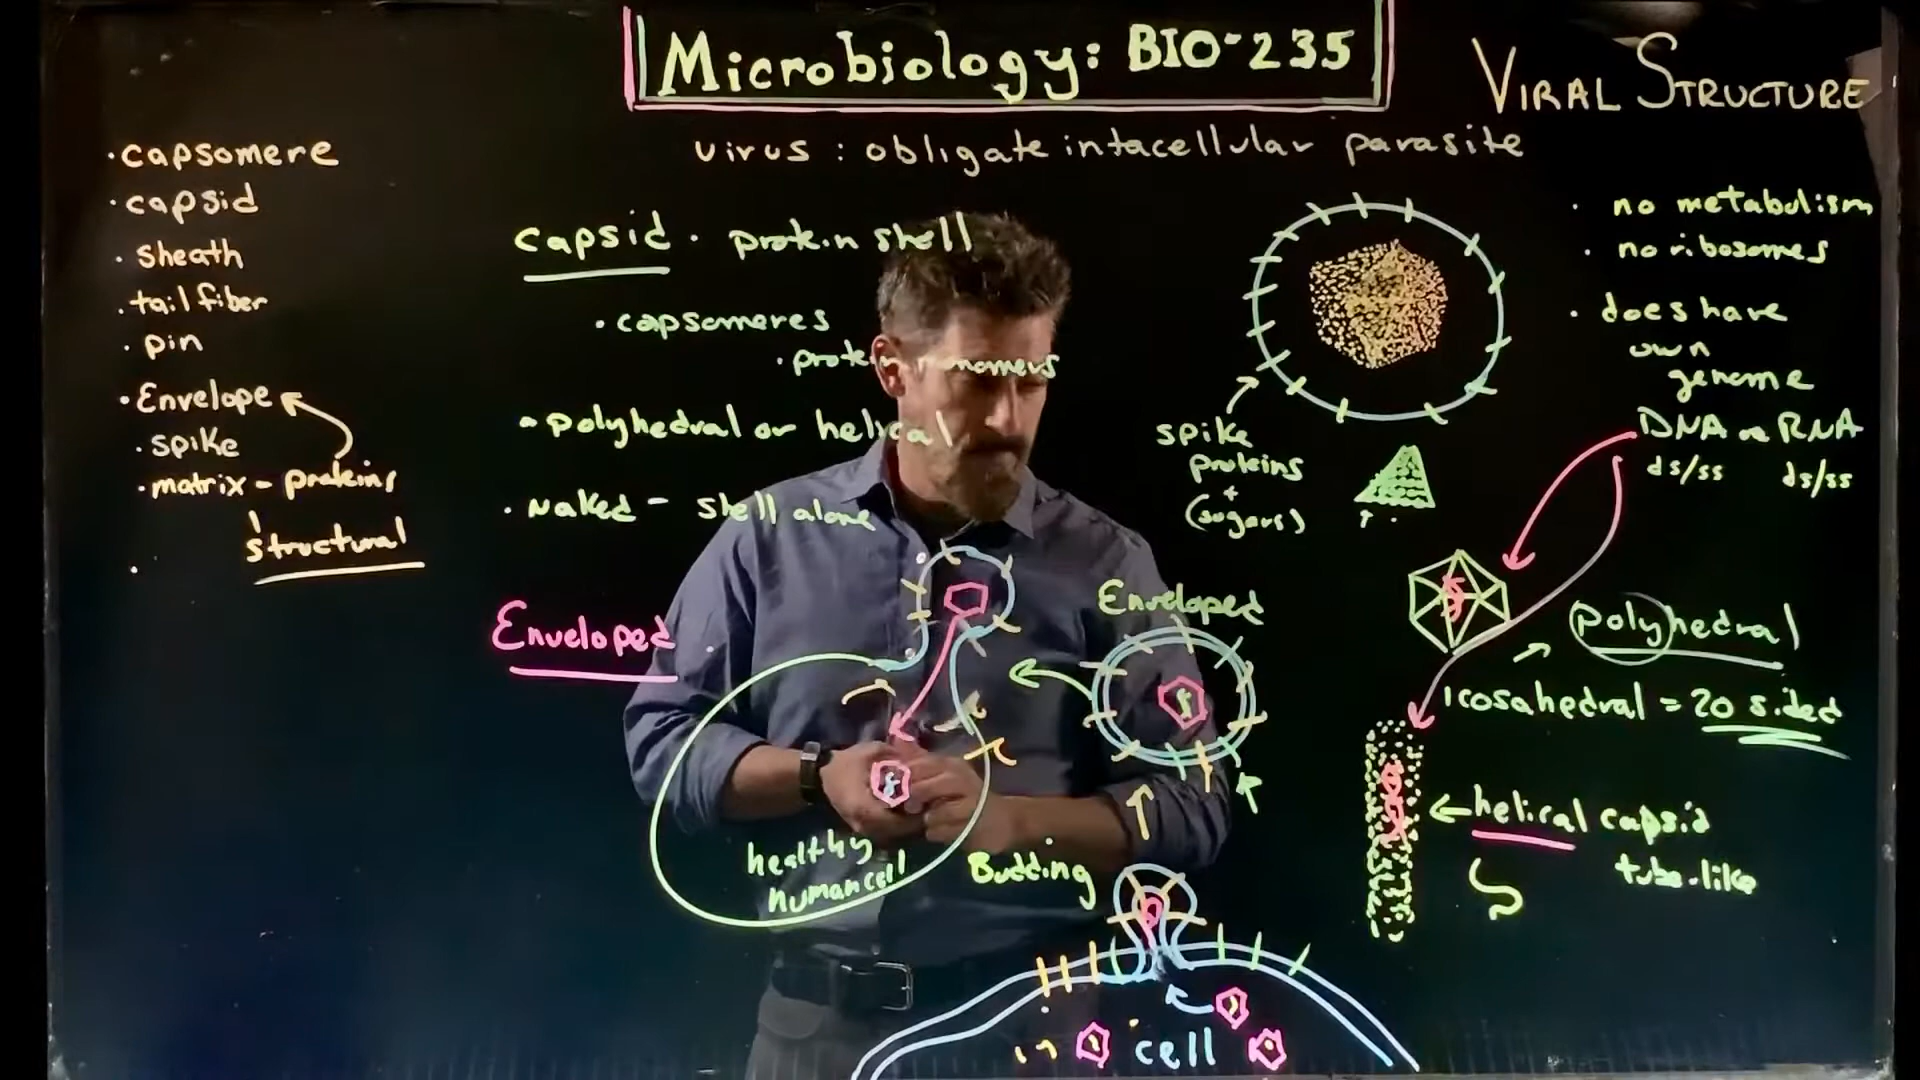 Microbiology: BIO-235
VIRAL STRUCTURE
virus : obligate intacellular parasite
· capsomere
· capsid
· sheath
· tail fiber
· pin
· Envelope
· spike
· matrix - proteins
structural
capsid · protein shell
· capsomeres
· protein monomers
· polyhedral or helical
· Naked - shell alone
Enveloped
healthy
human cell
Budding
Enveloped
cell
spike
proteins
+
(sugars)
· no metabolism
· no ribosomes
· does have
own
genome
DNA or RNA
ds/ss ds/ss
polyhedral
icosahedral = 20 sided
helical capsid
tube-like